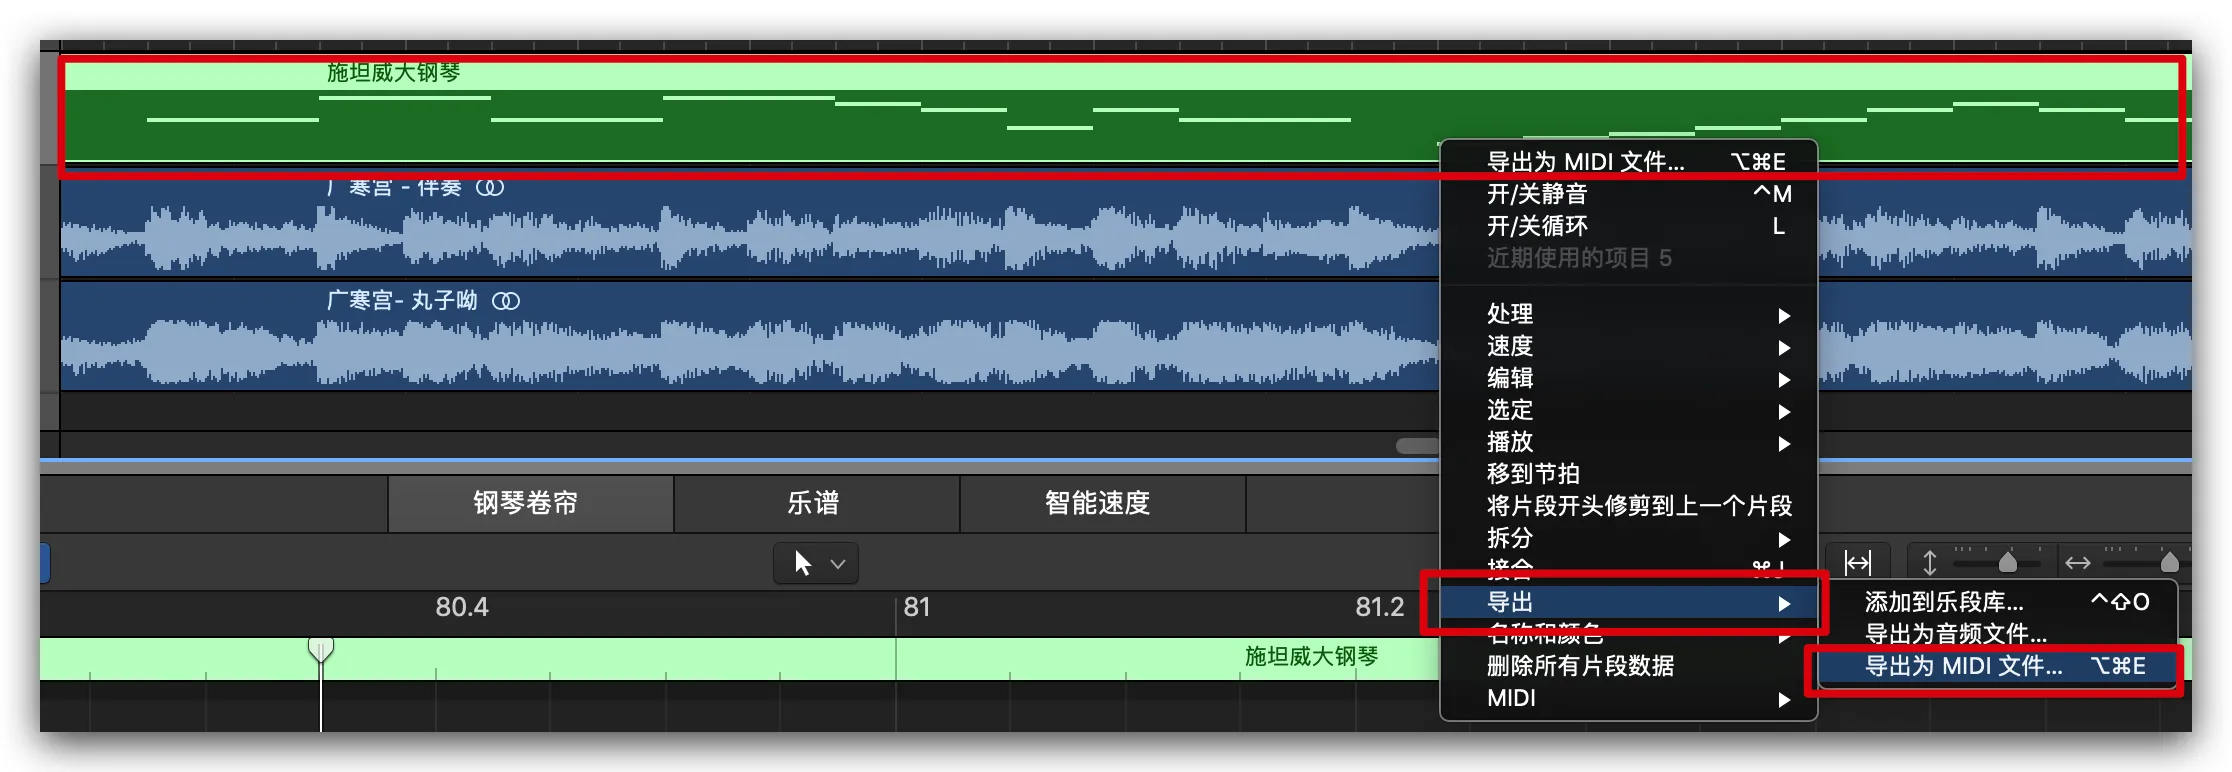 施坦威大钢琴
广寒宫 - 伴奏
广寒宫- 丸子呦
导出为 MIDI 文件... ⌥⌘E
开/关静音 ^M
开/关循环 L
近期使用的项目 5
处理
速度
编辑
选定
播放
移到节拍
将片段开头修剪到上一个片段
拆分
接合 ⌘J
导出
名称和颜色
删除所有片段数据
MIDI
添加到乐段库... ^⇧O
导出为音频文件...
导出为 MIDI 文件... ⌥⌘E
钢琴卷帘 乐谱 智能速度
80.4 81 81.2
施坦威大钢琴